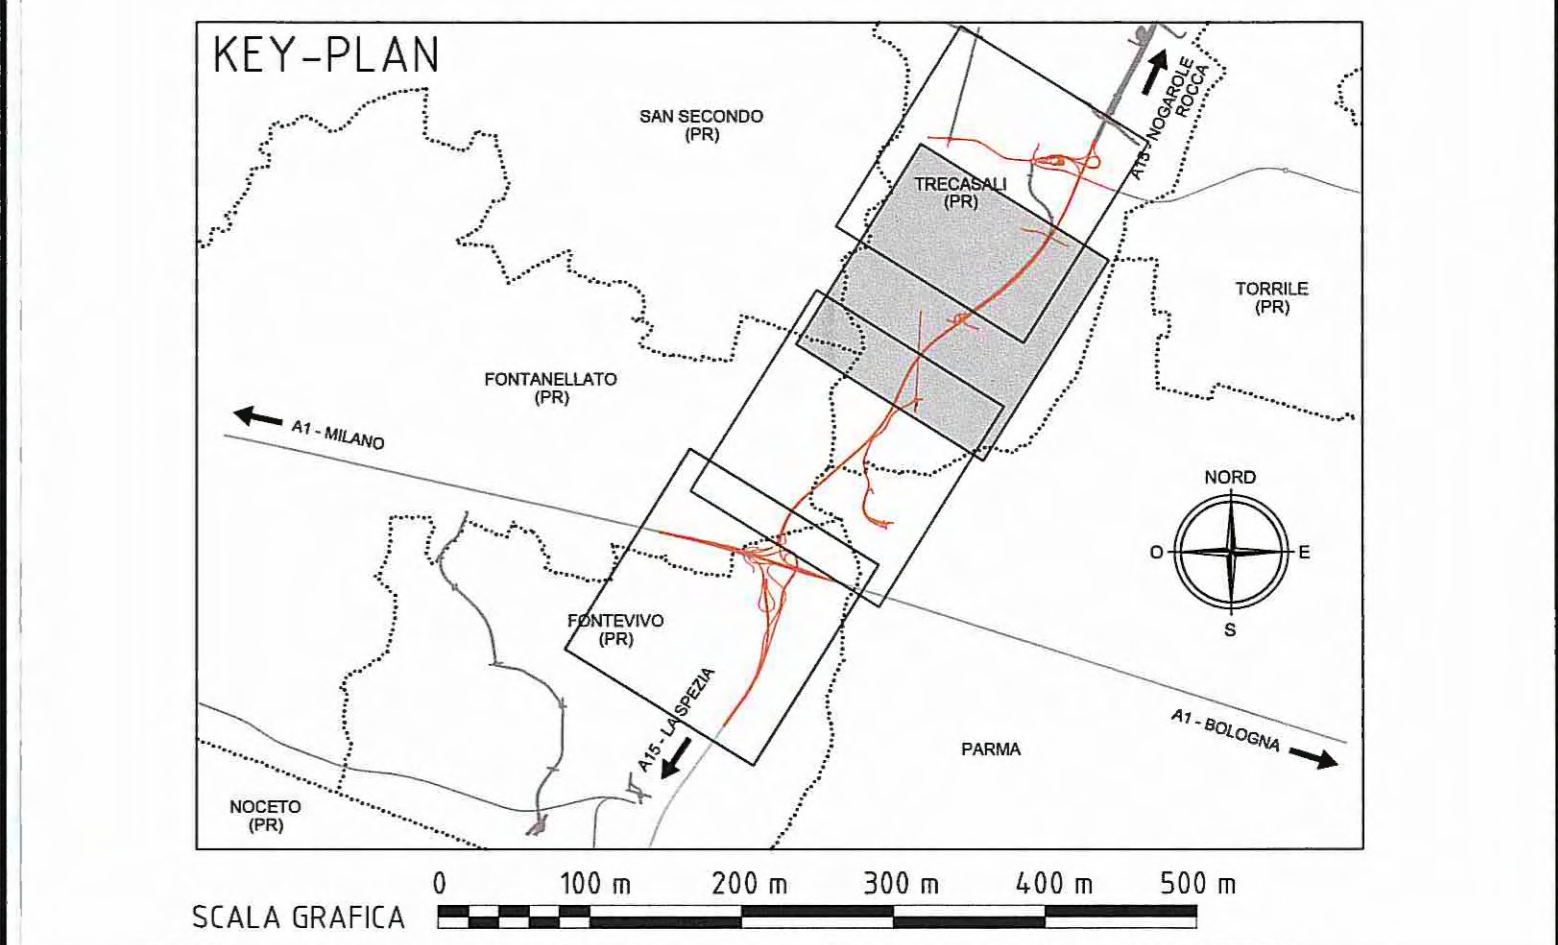 KEY-PLAN
SAN SECONDO
(PR)
A15 - NOGAROLE
ROCCA
TRECASALI
(PR)
TORRILE
(PR)
FONTANELLATO
(PR)
A1 - MILANO
NORD
O
E
S
FONTEVIVO
(PR)
A15 - LA SPEZIA
A1 - BOLOGNA
PARMA
NOCETO
(PR)
0 100 m 200 m 300 m 400 m 500 m
SCALA GRAFICA